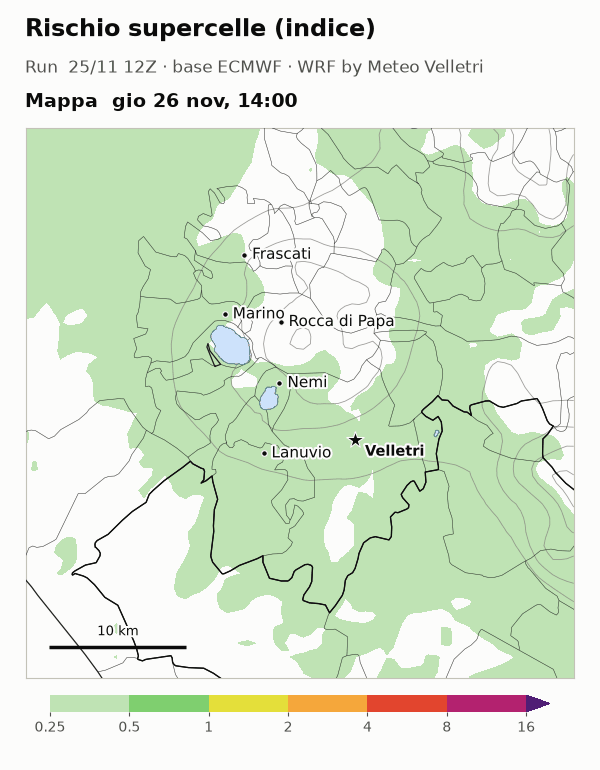 Rischio supercelle (indice)
Run  25/11 12Z · base ECMWF · WRF by Meteo Velletri
Mappa  gio 26 nov, 14:00
Frascati
Marino
Rocca di Papa
Nemi
Velletri
Lanuvio
10 km
0.25 0.5 1 2 4 8 16